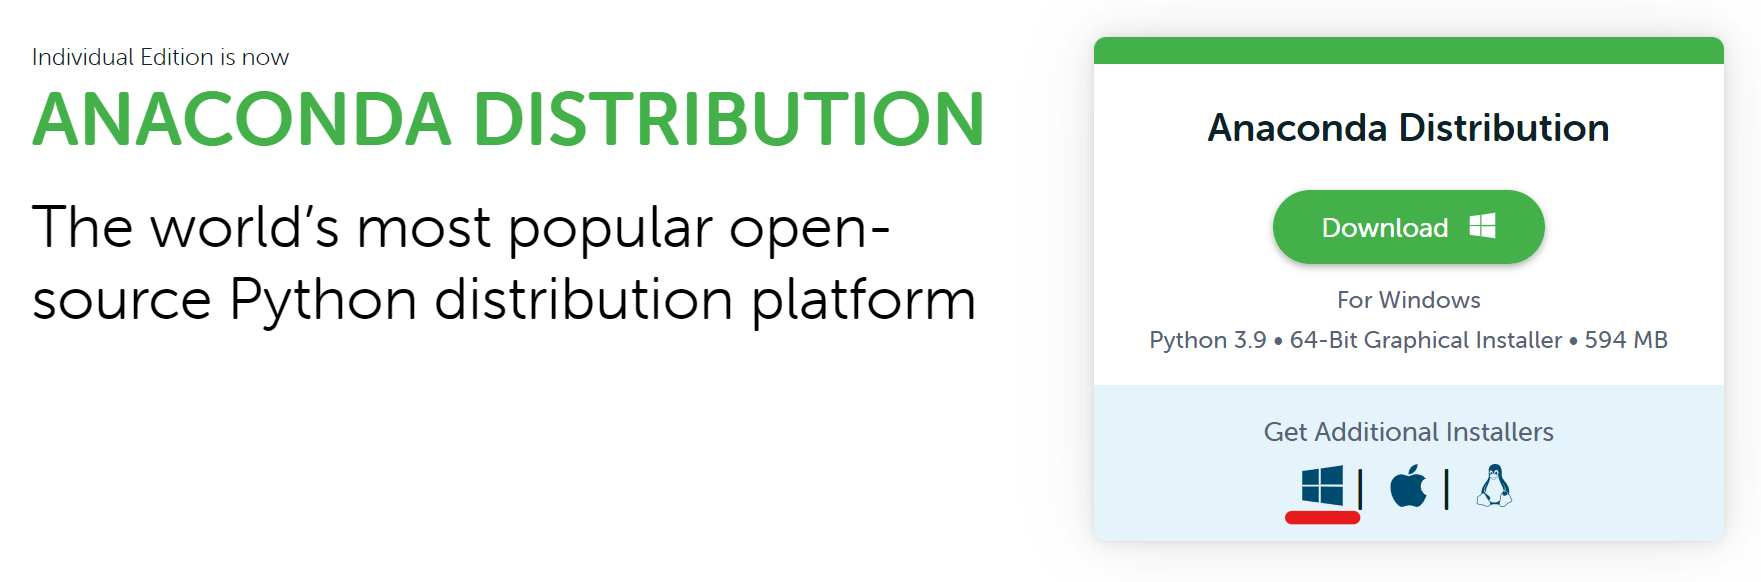 Individual Edition is now
ANACONDA DISTRIBUTION
The world’s most popular open-
source Python distribution platform
Anaconda Distribution
Download
For Windows
Python 3.9 • 64-Bit Graphical Installer • 594 MB
Get Additional Installers